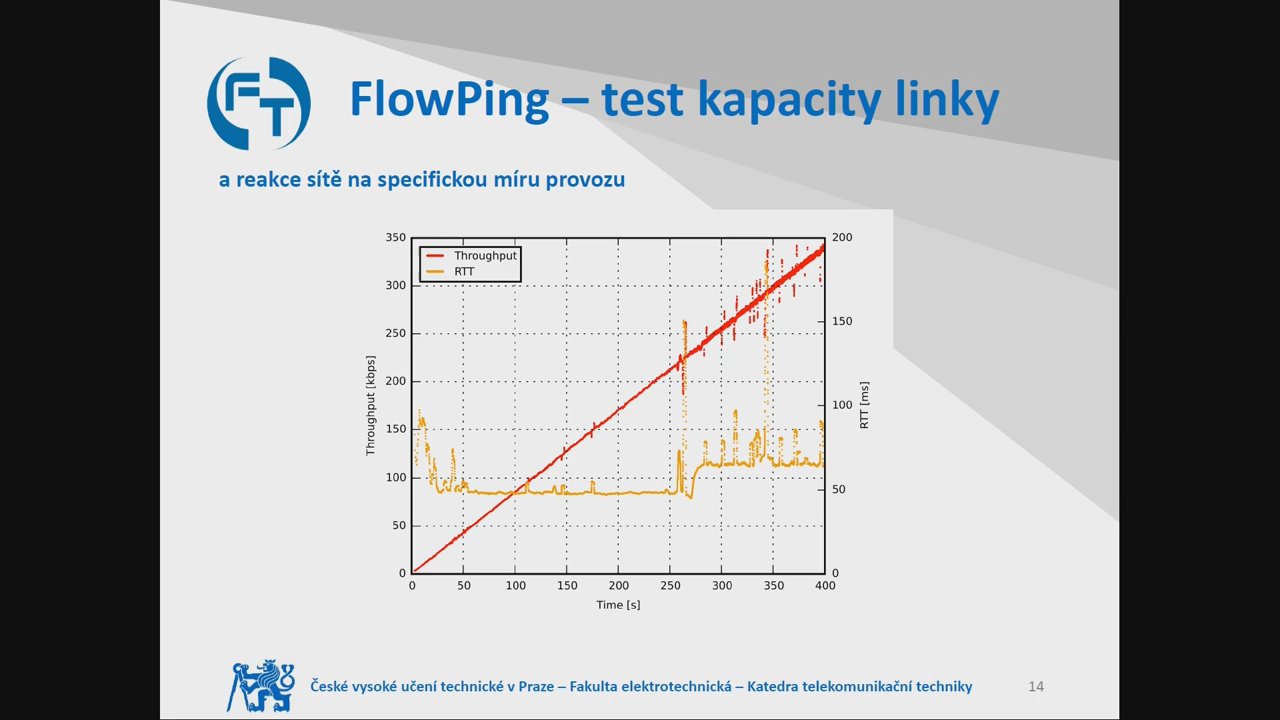 FT
FlowPing – test kapacity linky
a reakce sítě na specifickou míru provozu
Throughput
RTT
350
300
250
200
150
100
50
0
Throughput [kbps]
200
150
100
50
0
RTT [ms]
0 50 100 150 200 250 300 350 400
Time [s]
České vysoké učení technické v Praze – Fakulta elektrotechnická – Katedra telekomunikační techniky
14